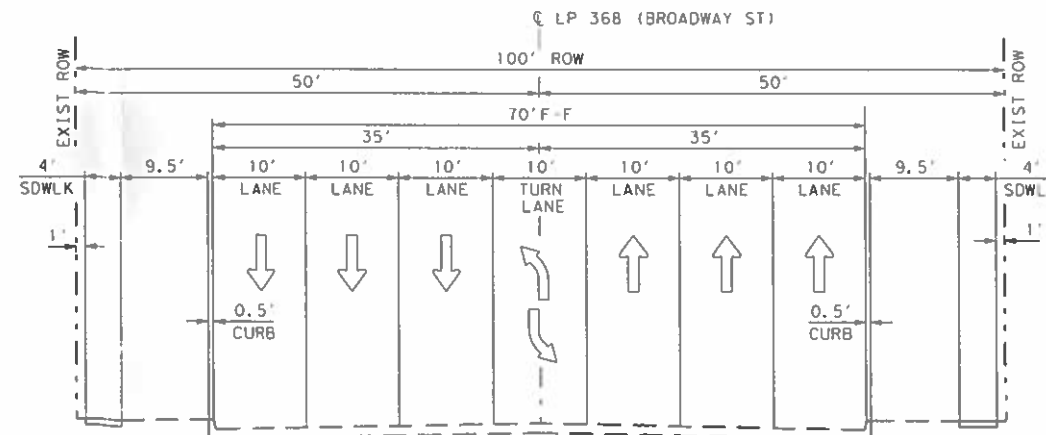 ℄ LP 368 (BROADWAY ST)
EXIST ROW
100' ROW
EXIST ROW
50' 50'
70' F-F
35' 35'
4' 9.5' 10' 10' 10' 10' 10' 10' 10' 9.5' 4'
SDWLK LANE LANE LANE TURN LANE LANE LANE LANE SDWL
1' 1'
0.5' CURB 0.5' CURB